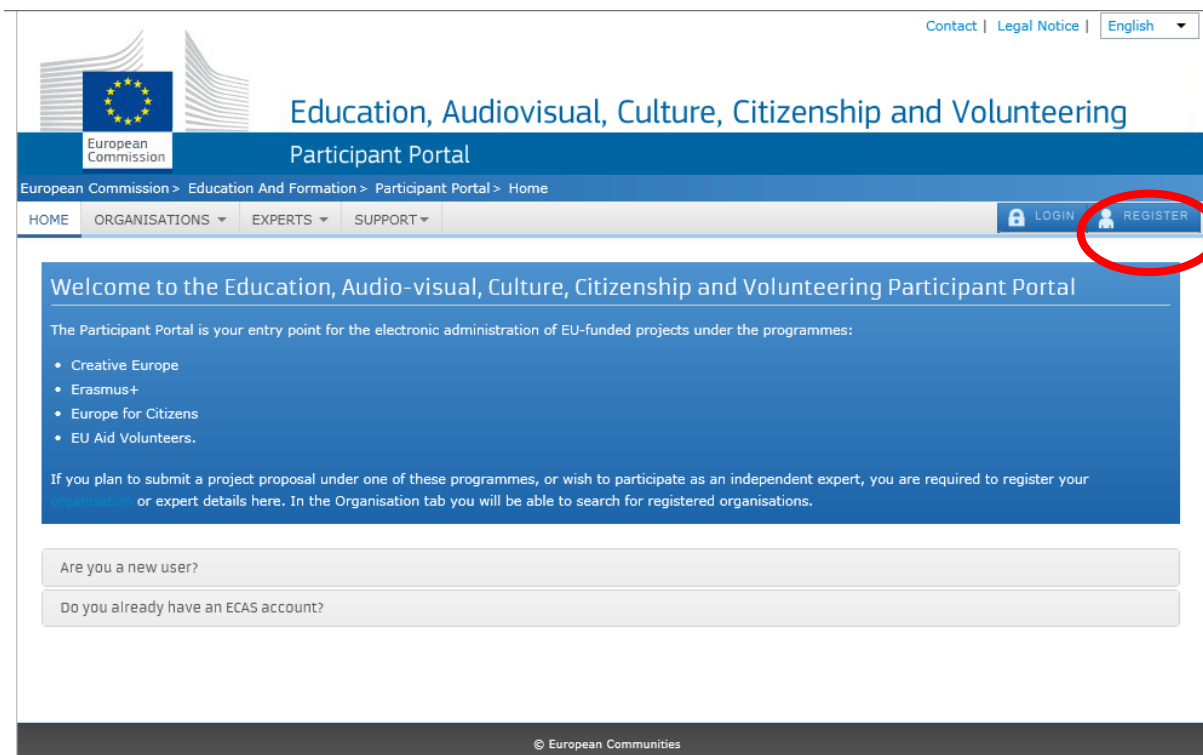 Contact | Legal Notice | English
Education, Audiovisual, Culture, Citizenship and Volunteering
European
Commission
Participant Portal
European Commission > Education And Formation > Participant Portal > Home
HOME ORGANISATIONS EXPERTS SUPPORT LOGIN REGISTER
Welcome to the Education, Audio-visual, Culture, Citizenship and Volunteering Participant Portal
The Participant Portal is your entry point for the electronic administration of EU-funded projects under the programmes:
• Creative Europe
• Erasmus+
• Europe for Citizens
• EU Aid Volunteers.
If you plan to submit a project proposal under one of these programmes, or wish to participate as an independent expert, you are required to register your
organisation or expert details here. In the Organisation tab you will be able to search for registered organisations.
Are you a new user?
Do you already have an ECAS account?
© European Communities